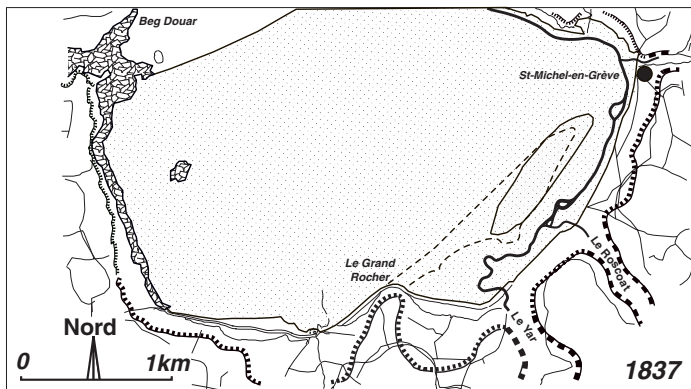 Beg Douar
St-Michel-en-Grève
Le Grand
Rocher
Le Roscoat
Le Yar
Nord
0 1km
1837